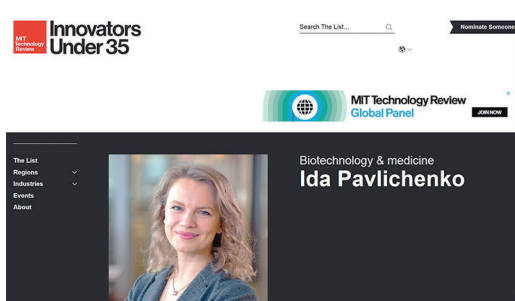 MIT
Technology
Review
Innovators
Under 35
Search The List...
Nominate Someone
MIT Technology Review
Global Panel
JOIN NOW
The List
Regions
Industries
Events
About
Biotechnology & medicine
Ida Pavlichenko